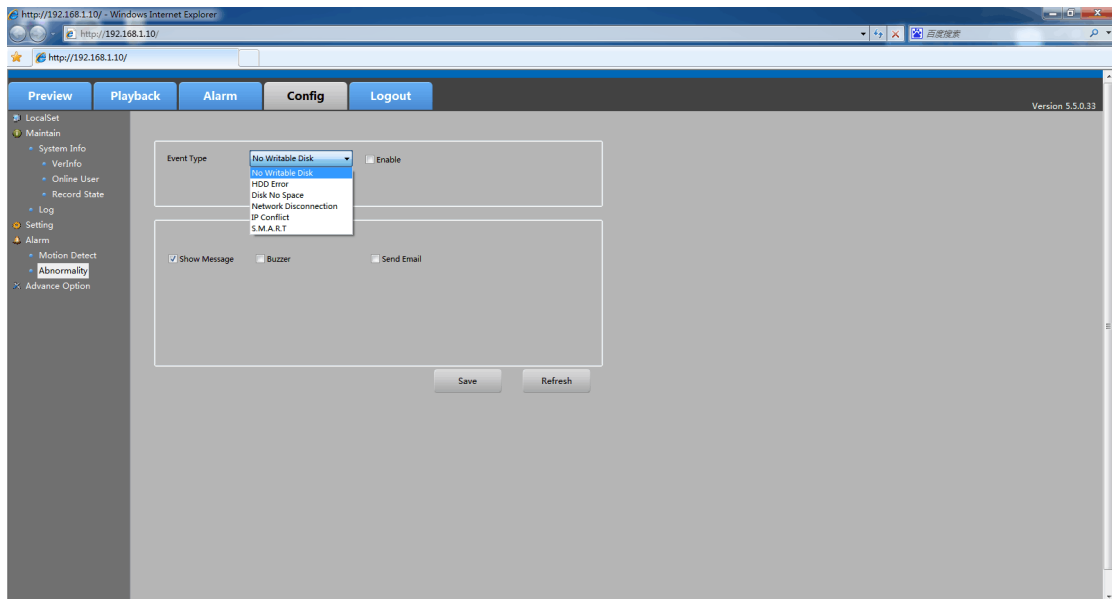 http://192.168.1.10/ - Windows Internet Explorer
http://192.168.1.10/
百度搜索
http://192.168.1.10/
Preview Playback Alarm Config Logout
Version 5.5.0.33
LocalSet
Maintain
System Info
VerInfo
Online User
Record State
Log
Setting
Alarm
Motion Detect
Abnormality
Advance Option
Event Type No Writable Disk Enable
No Writable Disk
HDD Error
Disk No Space
Network Disconnection
IP Conflict
S.M.A.R.T
Show Message Buzzer Send Email
Save Refresh